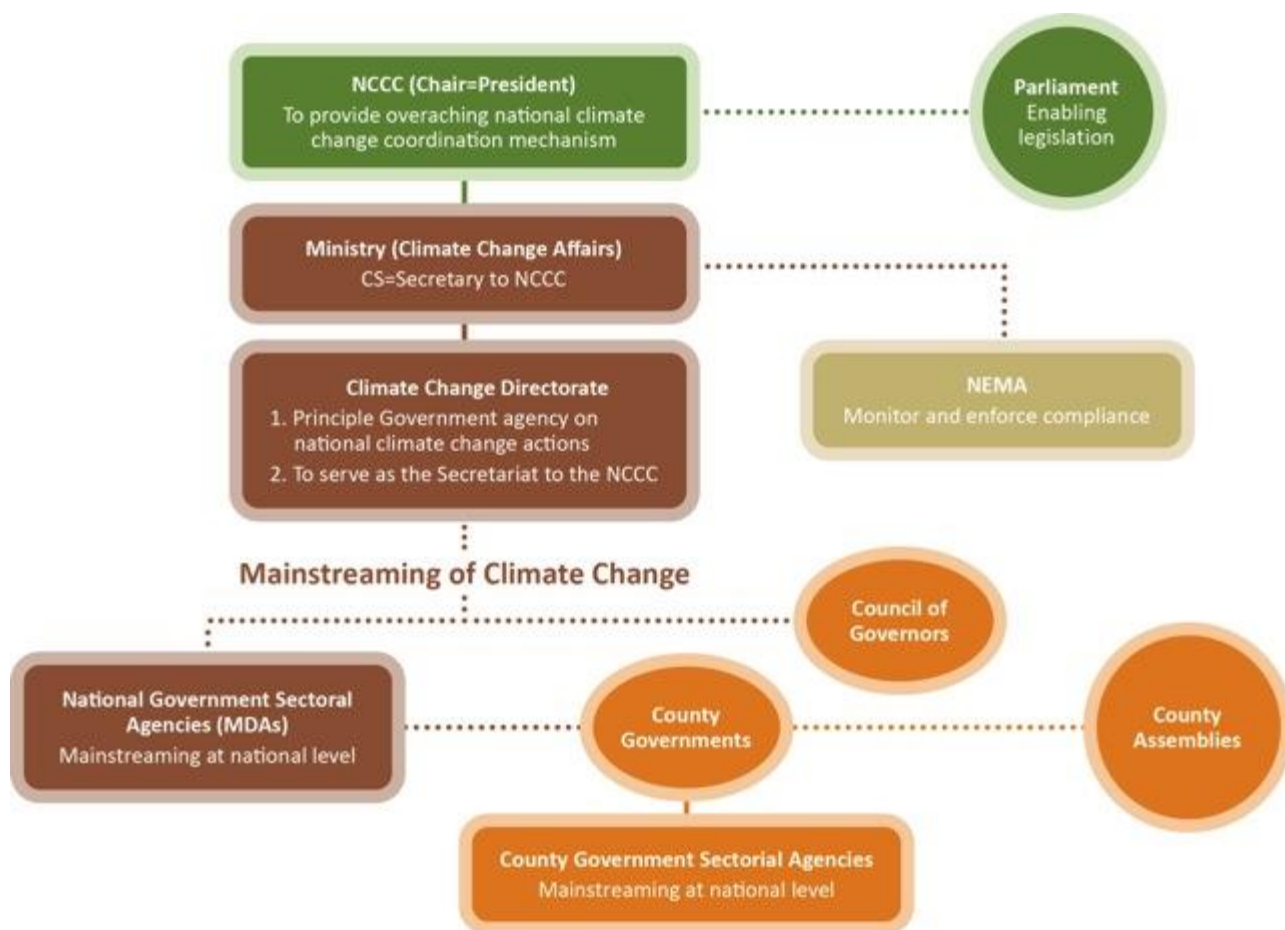 NCCC (Chair=President)
To provide overaching national climate
change coordination mechanism
Parliament
Enabling
legislation
Ministry (Climate Change Affairs)
CS=Secretary to NCCC
Climate Change Directorate
1. Principle Government agency on
national climate change actions
2. To serve as the Secretariat to the NCCC
NEMA
Monitor and enforce compliance
Mainstreaming of Climate Change
Council of
Governors
National Government Sectoral
Agencies (MDAs)
Mainstreaming at national level
County
Governments
County
Assemblies
County Government Sectorial Agencies
Mainstreaming at national level